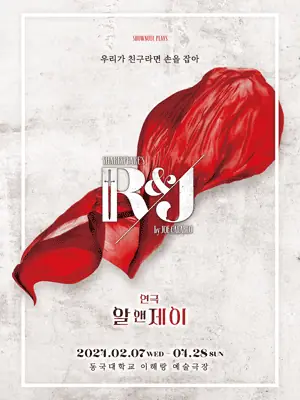 SHOWNOTE PLAYS
우리가 친구라면 손을 잡아
SHAKESPEARE'S
R&J
by JOE CALARCO
연극
알앤제이
2024.02.07 WED – 04.28 SUN
동국대학교 이해랑 예술극장